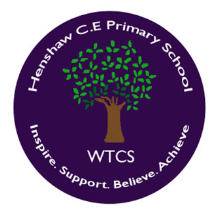 Henshaw C.E Primary School
WTCS
Inspire. Support. Believe. Achieve